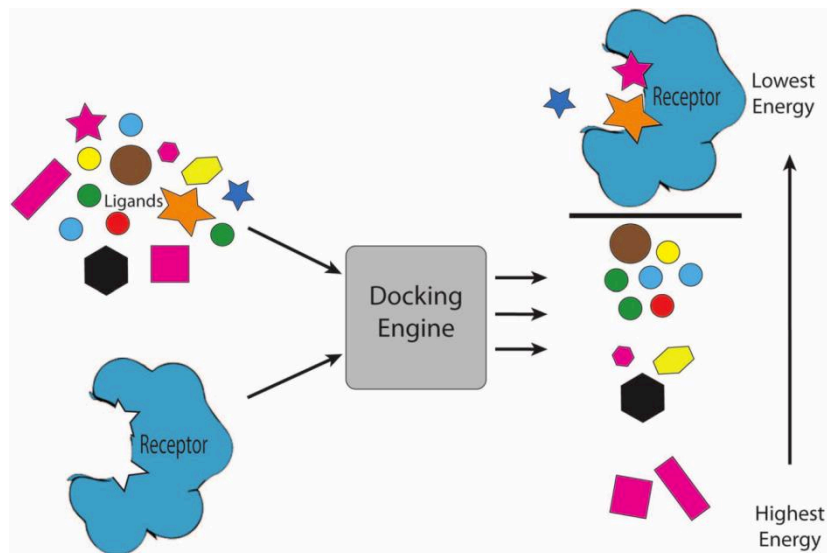 Ligands
Receptor
Docking
Engine
Receptor
Lowest
Energy
Highest
Energy